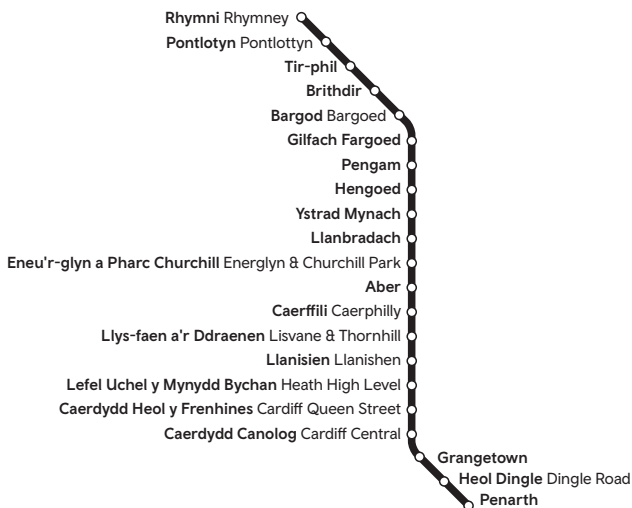 Rhymni Rhymney
Pontlotyn Pontlottyn
Tir-phil
Brithdir
Bargod Bargoed
Gilfach Fargoed
Pengam
Hengoed
Ystrad Mynach
Llanbradach
Eneu'r-glyn a Pharc Churchill Energlyn & Churchill Park
Aber
Caerffili Caerphilly
Llys-faen a'r Ddraenen Lisvane & Thornhill
Llanisien Llanishen
Lefel Uchel y Mynydd Bychan Heath High Level
Caerdydd Heol y Frenhines Cardiff Queen Street
Caerdydd Canolog Cardiff Central
Grangetown
Heol Dingle Dingle Road
Penarth